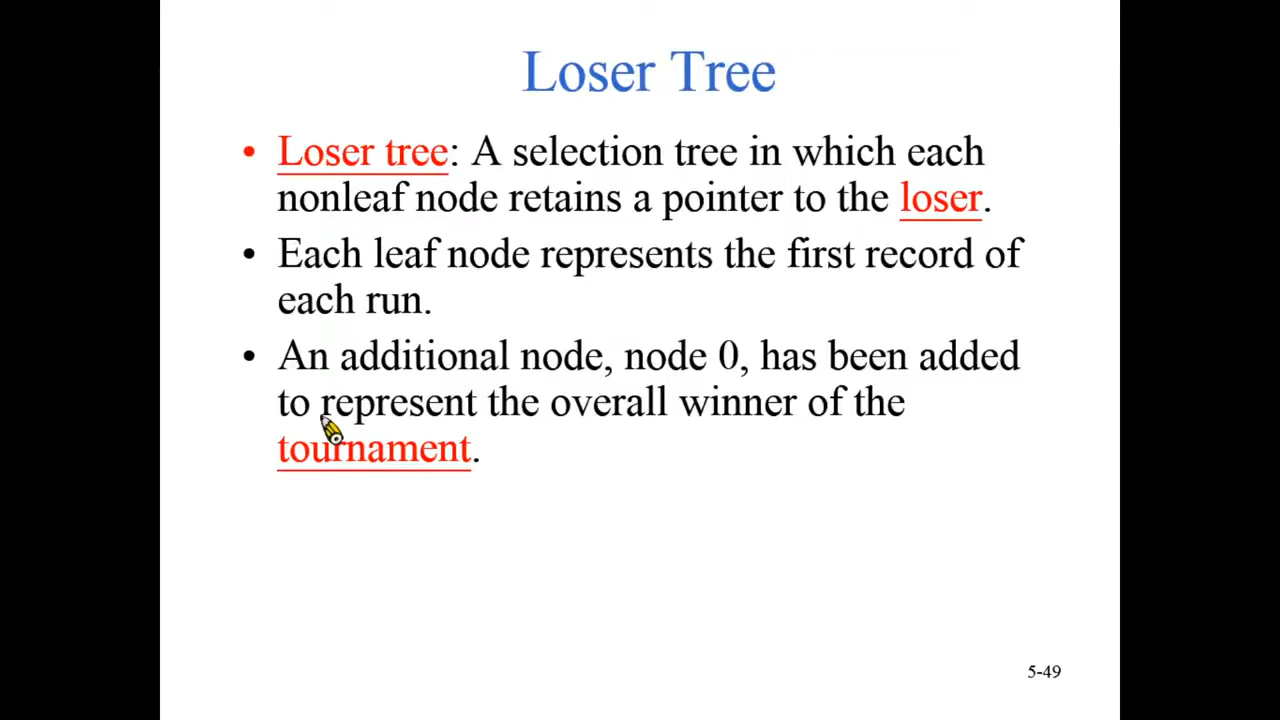 Loser Tree
• Loser tree: A selection tree in which each
nonleaf node retains a pointer to the loser.
• Each leaf node represents the first record of
each run.
• An additional node, node 0, has been added
to represent the overall winner of the
tournament.
5-49